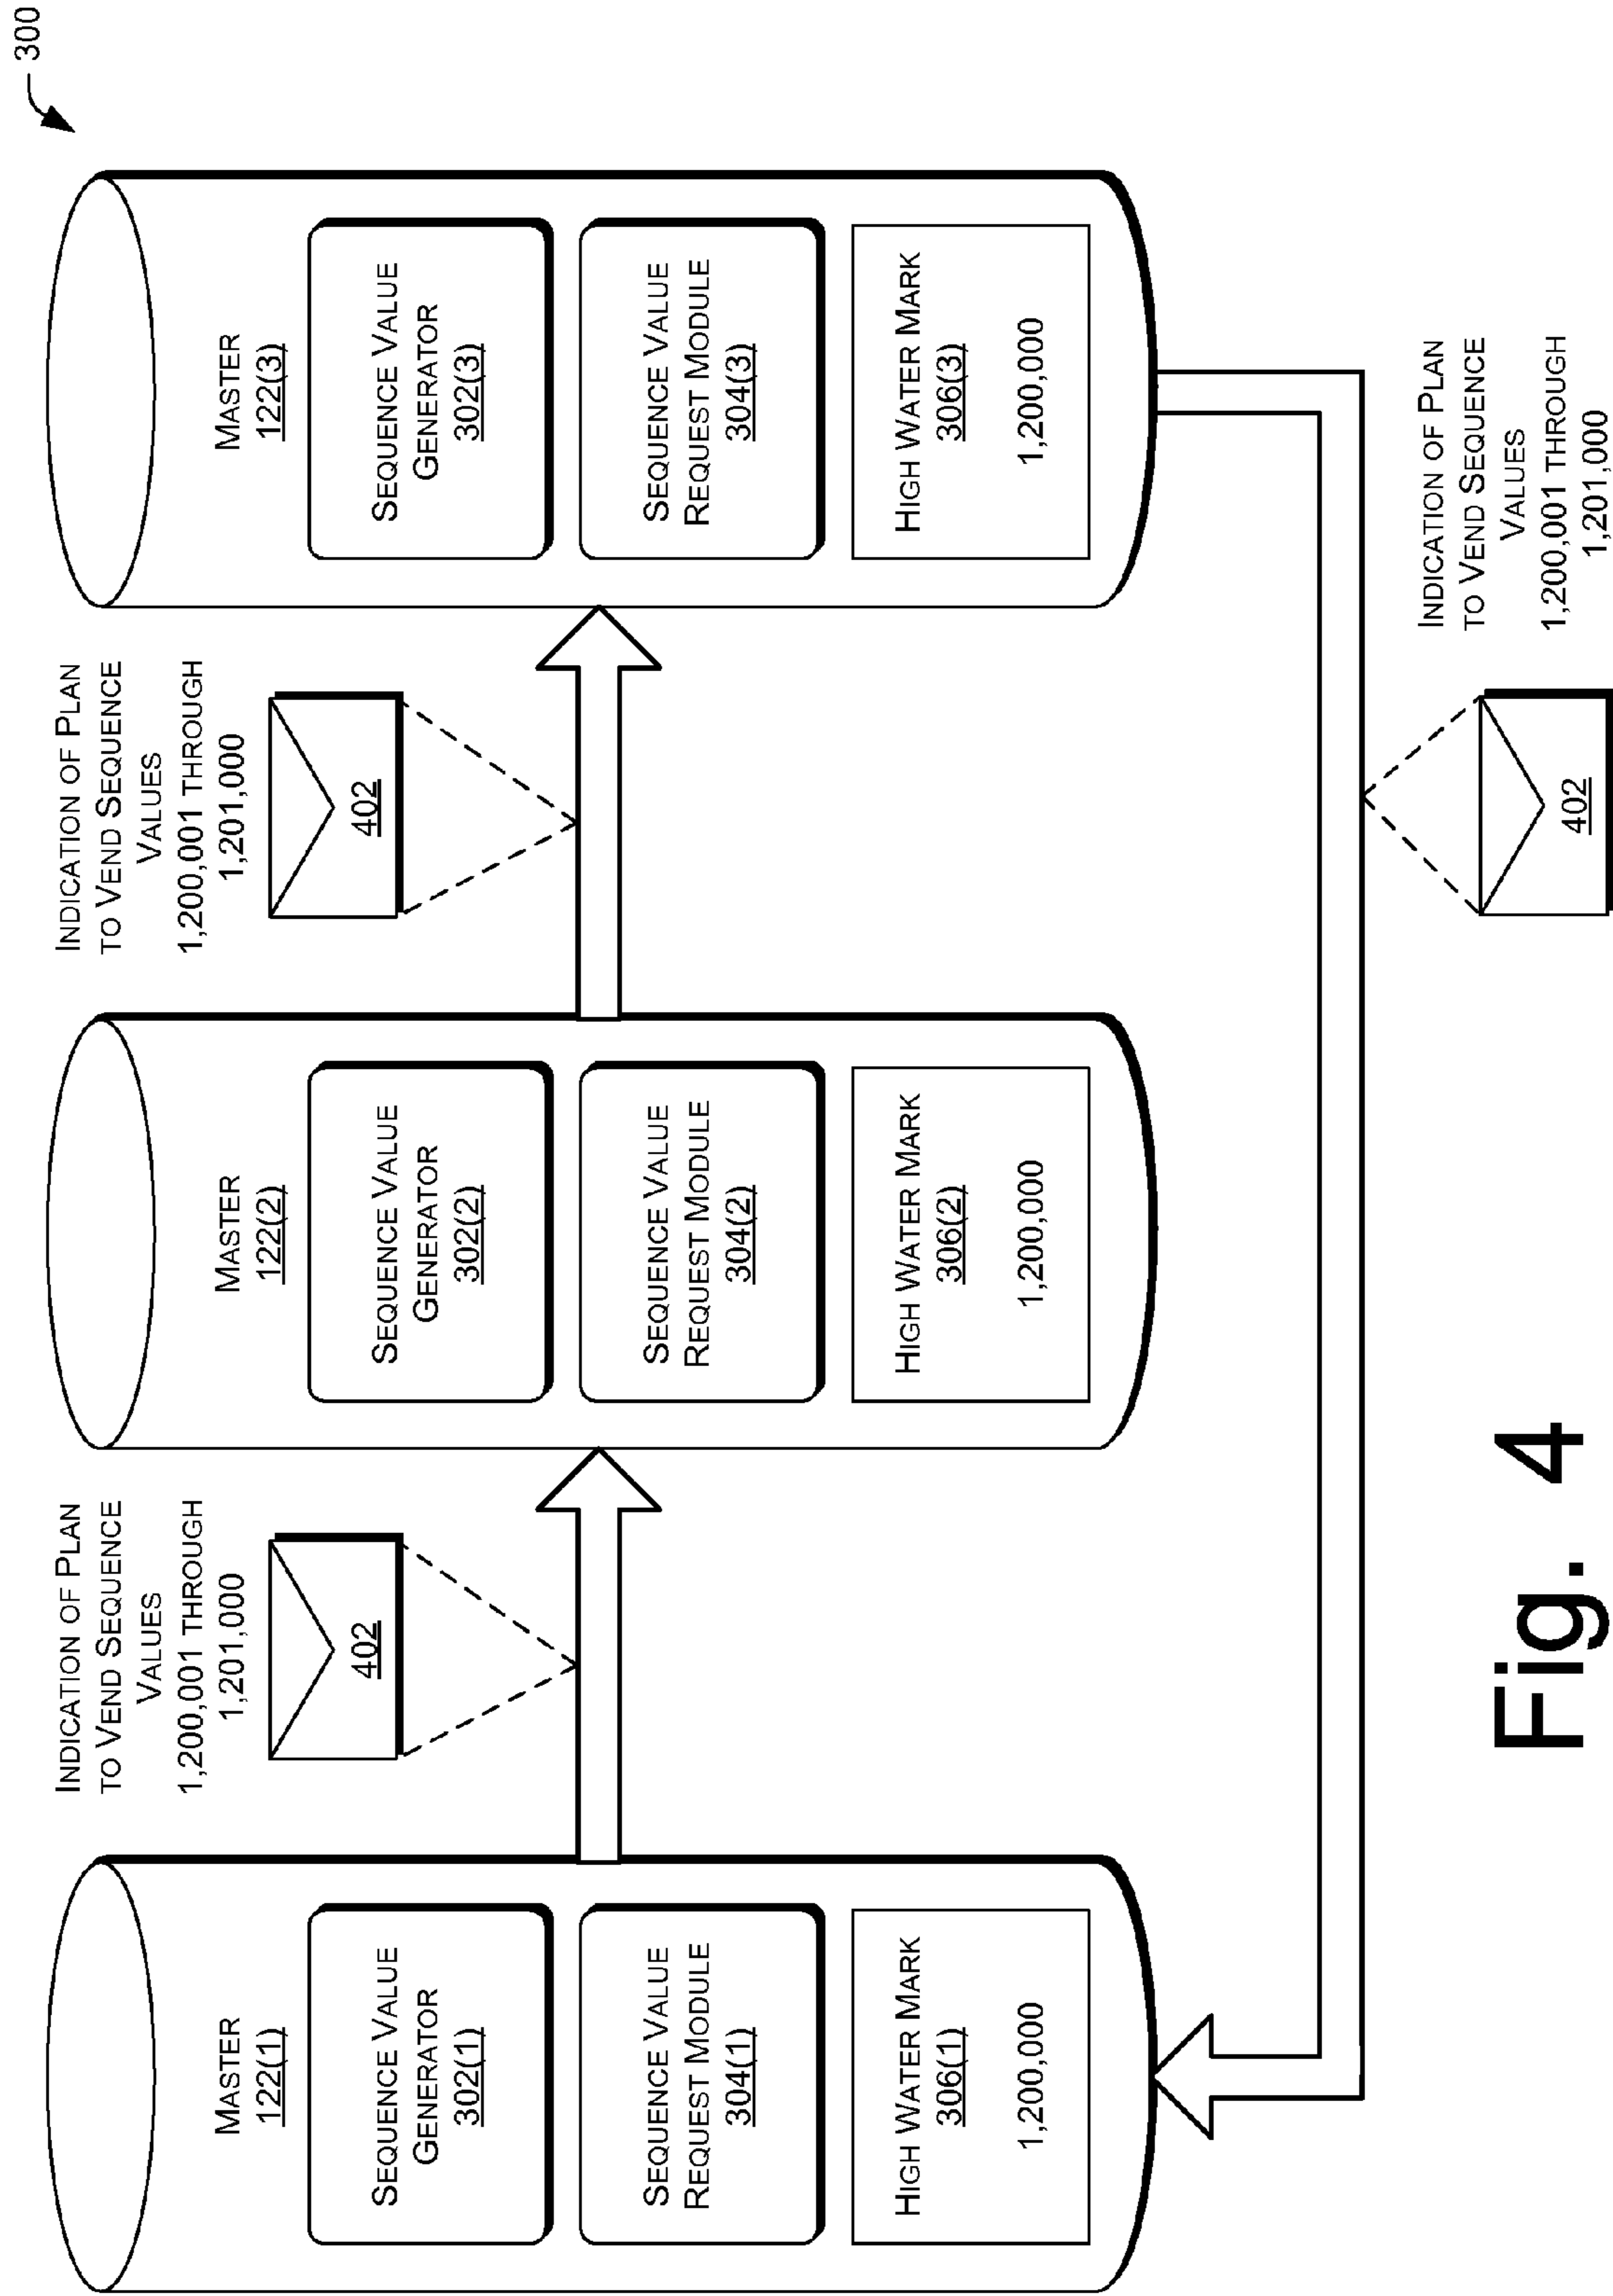 300
INDICATION OF PLAN
TO VEND SEQUENCE
VALUES
1,200,001 THROUGH
1,201,000
402
INDICATION OF PLAN
TO VEND SEQUENCE
VALUES
1,200,001 THROUGH
1,201,000
402
MASTER
122(1)
SEQUENCE VALUE
GENERATOR
302(1)
SEQUENCE VALUE
REQUEST MODULE
304(1)
HIGH WATER MARK
306(1)
1,200,000
MASTER
122(2)
SEQUENCE VALUE
GENERATOR
302(2)
SEQUENCE VALUE
REQUEST MODULE
304(2)
HIGH WATER MARK
306(2)
1,200,000
MASTER
122(3)
SEQUENCE VALUE
GENERATOR
302(3)
SEQUENCE VALUE
REQUEST MODULE
304(3)
HIGH WATER MARK
306(3)
1,200,000
INDICATION OF PLAN
TO VEND SEQUENCE
VALUES
1,200,001 THROUGH
1,201,000
402
Fig. 4